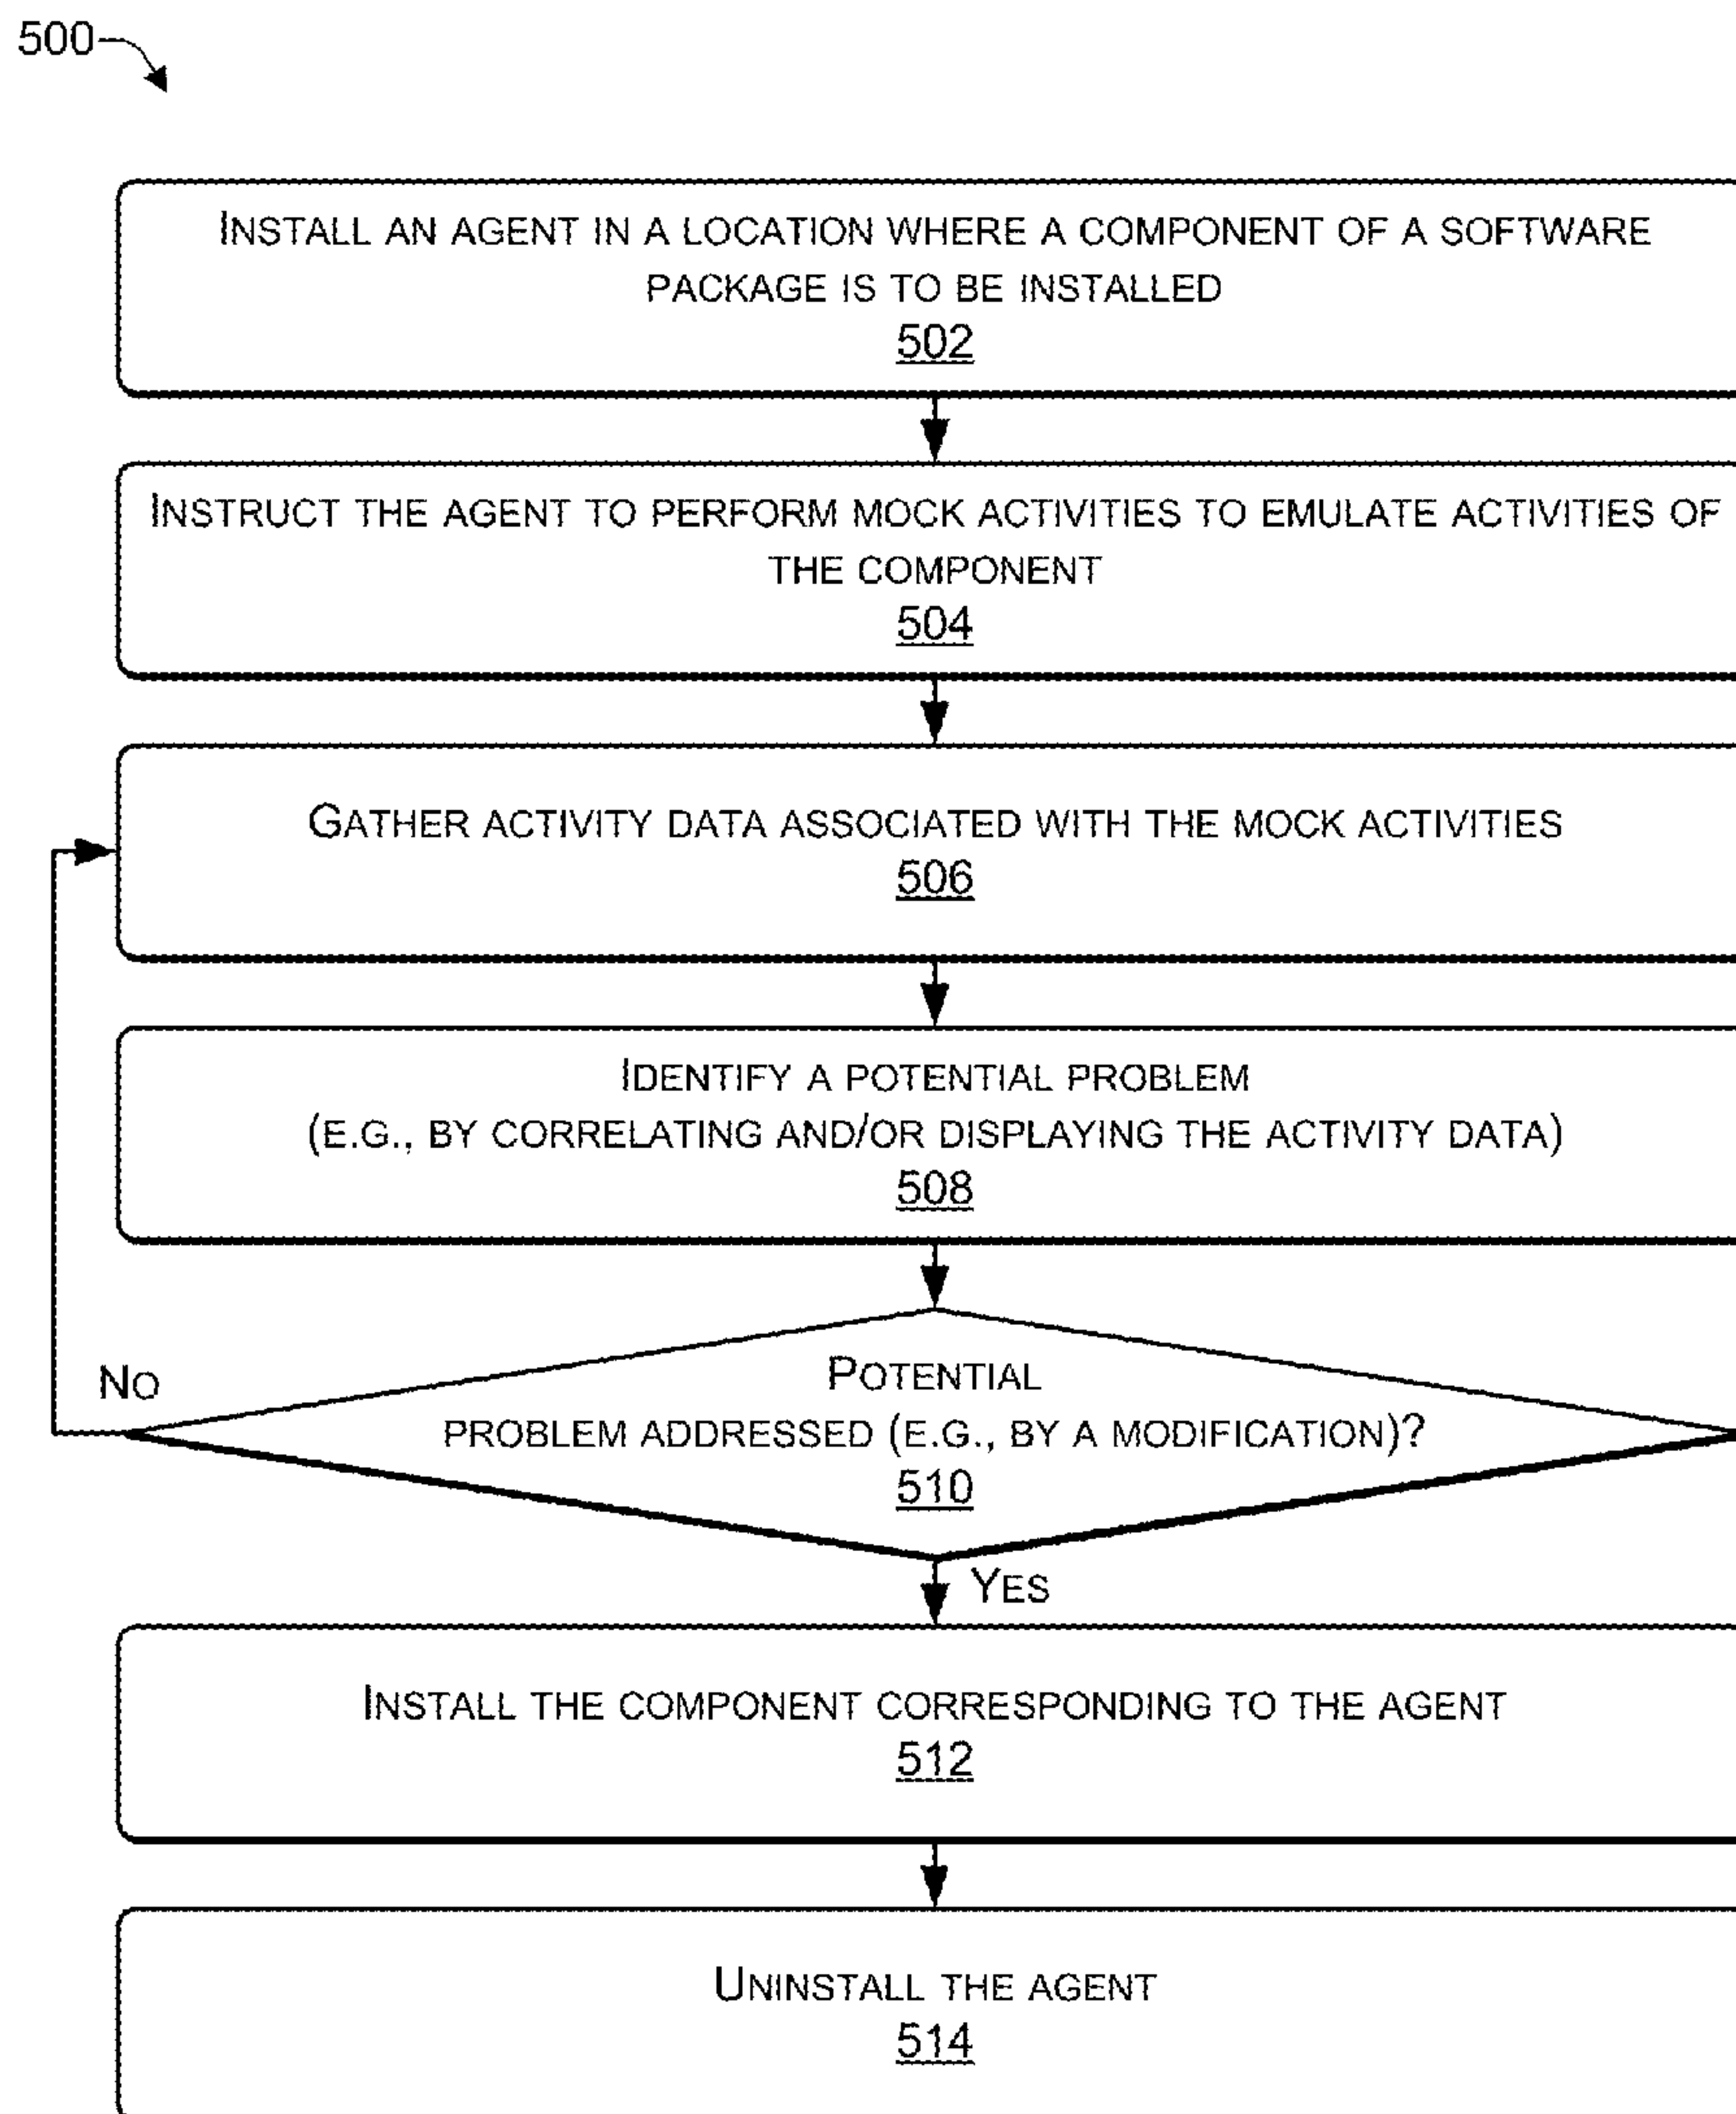 500
INSTALL AN AGENT IN A LOCATION WHERE A COMPONENT OF A SOFTWARE
PACKAGE IS TO BE INSTALLED
502
INSTRUCT THE AGENT TO PERFORM MOCK ACTIVITIES TO EMULATE ACTIVITIES OF
THE COMPONENT
504
GATHER ACTIVITY DATA ASSOCIATED WITH THE MOCK ACTIVITIES
506
IDENTIFY A POTENTIAL PROBLEM
(E.G., BY CORRELATING AND/OR DISPLAYING THE ACTIVITY DATA)
508
NO
POTENTIAL
PROBLEM ADDRESSED (E.G., BY A MODIFICATION)?
510
YES
INSTALL THE COMPONENT CORRESPONDING TO THE AGENT
512
UNINSTALL THE AGENT
514